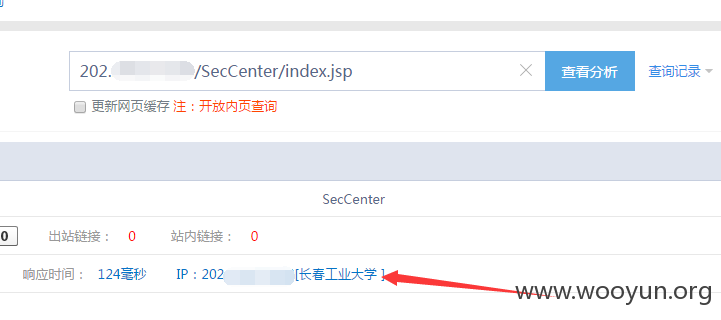 202. /SecCenter/index.jsp
查看分析
查询记录
更新网页缓存 注：开放内页查询
SecCenter
0
出站链接： 0 站内链接： 0
响应时间： 124毫秒 IP：202 [长春工业大学 ]
www.wooyun.org